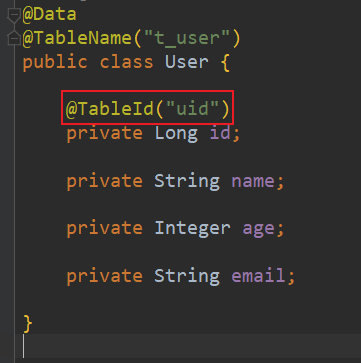 @Data
@TableName("t_user")
public class User {
@TableId("uid")
private Long id;
private String name;
private Integer age;
private String email;
}